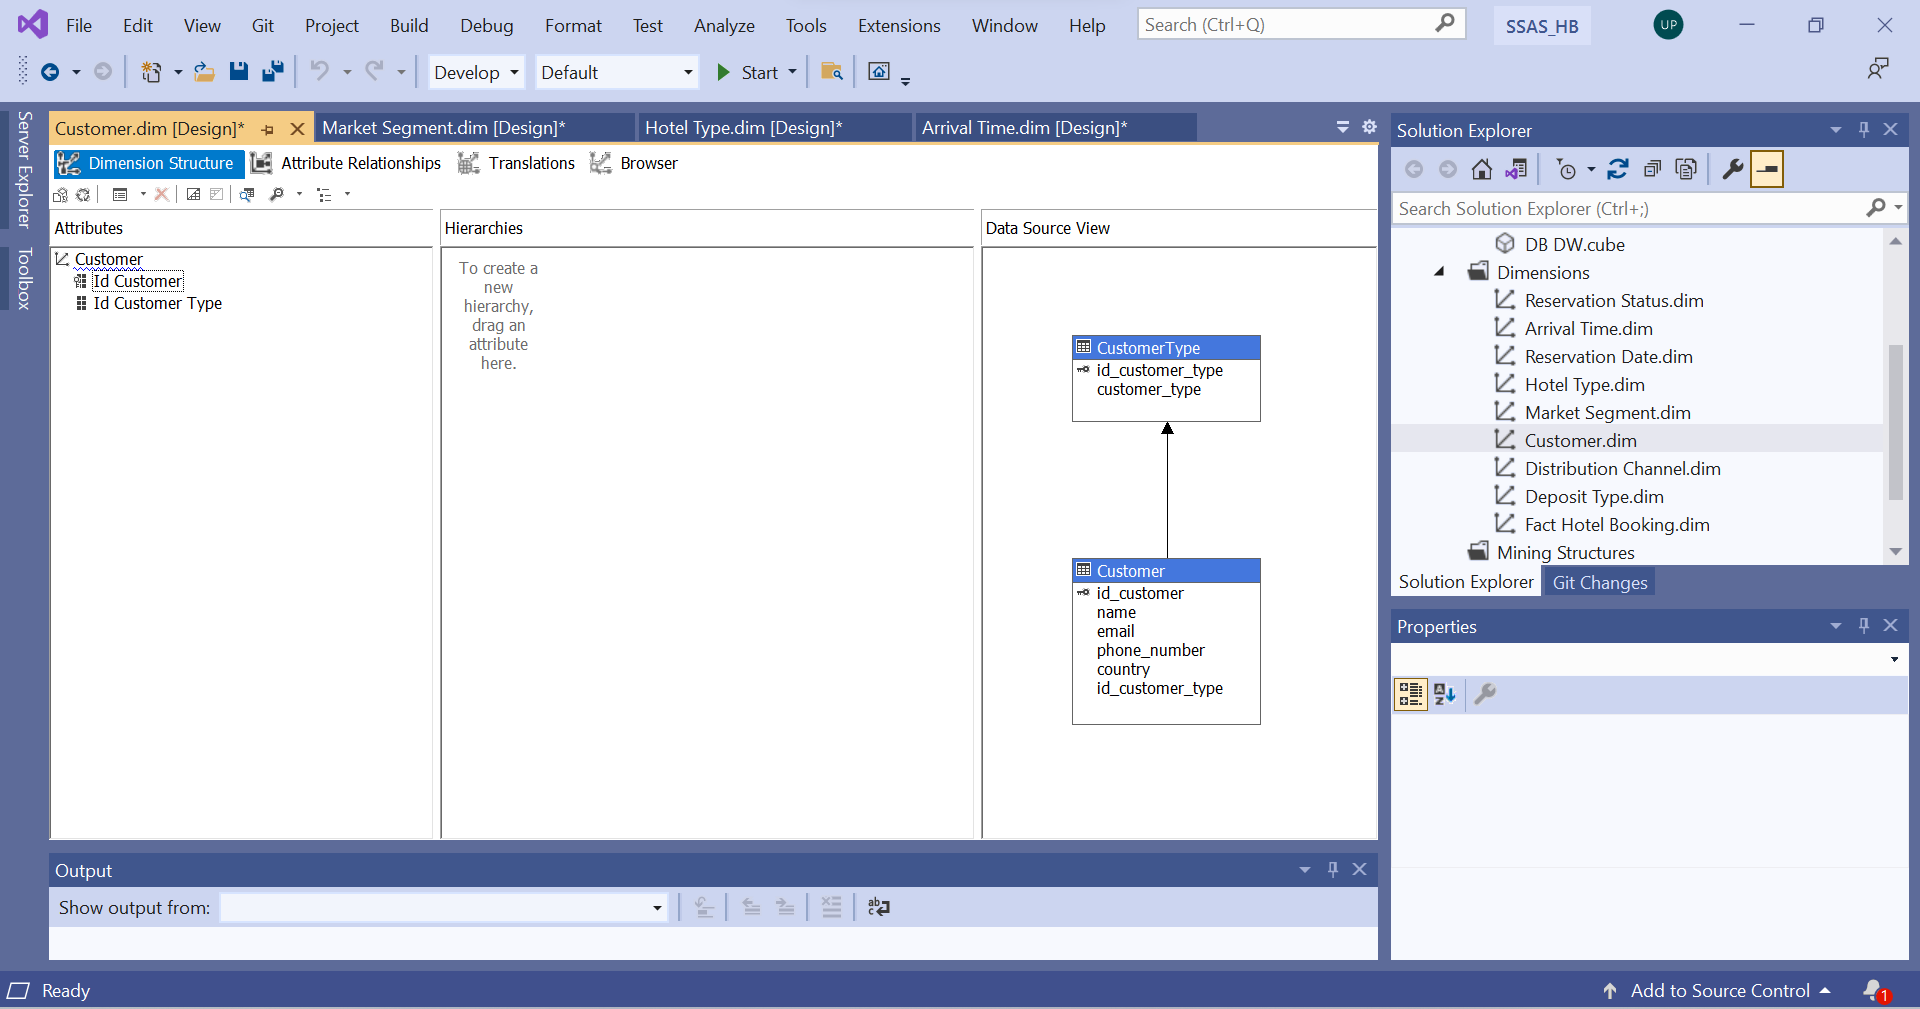 File Edit View Git Project Build Debug Format Test Analyze Tools Extensions Window Help Search (Ctrl+Q) SSAS_HB UP
Develop Default Start
Server Explorer
Toolbox
Customer.dim [Design]* Market Segment.dim [Design]* Hotel Type.dim [Design]* Arrival Time.dim [Design]*
Dimension Structure Attribute Relationships Translations Browser
Attributes
Customer
Id Customer
Id Customer Type
Hierarchies
To create a
new
hierarchy,
drag an
attribute
here.
Data Source View
CustomerType
id_customer_type
customer_type
Customer
id_customer
name
email
phone_number
country
id_customer_type
Output
Show output from:
Solution Explorer
Search Solution Explorer (Ctrl+;)
DB DW.cube
Dimensions
Reservation Status.dim
Arrival Time.dim
Reservation Date.dim
Hotel Type.dim
Market Segment.dim
Customer.dim
Distribution Channel.dim
Deposit Type.dim
Fact Hotel Booking.dim
Mining Structures
Solution Explorer Git Changes
Properties
Ready
Add to Source Control 1